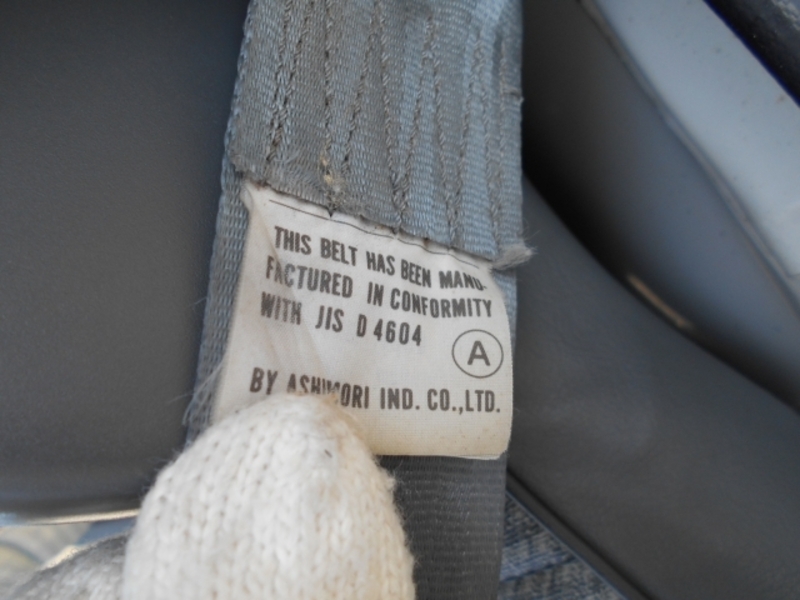 THIS BELT HAS BEEN MANU-
FACTURED IN CONFORMITY
WITH JIS D 4604
A
BY ASHIMORI IND. CO.,LTD.